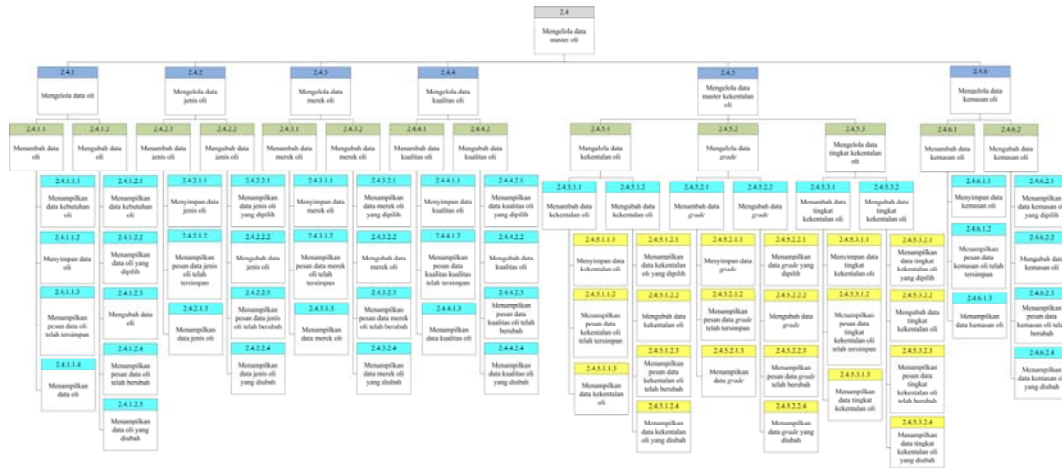 2.4
Mengelola data
master oli
2.4.1
Mengelola data oli
2.4.2
Mengelola data
jenis oli
2.4.3
Mengelola data
merek oli
2.4.4
Mengelola data
kualitas oli
2.4.5
Mengelola data
master kekentalan
oli
2.4.6
Mengelola data
kemasan oli
2.4.1.1
Menambah data
oli
2.4.1.2
Mengubah data
oli
2.4.2.1
Menambah data
jenis oli
2.4.2.2
Mengubah data
jenis oli
2.4.3.1
Menambah data
merek oli
2.4.3.2
Mengubah data
merek oli
2.4.4.1
Menambah data
kualitas oli
2.4.4.2
Mengubah data
kualitas oli
2.4.5.1
Mengelola data
kekentalan oli
2.4.5.2
Mengelola data
grade
2.4.5.3
Mengelola data
tingkat kekentalan
oli
2.4.6.1
Menambah data
kemasan oli
2.4.6.2
Mengubah data
kemasan oli
2.4.1.1.1
Menampilkan
data kebutuhan
oli
2.4.1.1.2
Menyimpan data
oli
2.4.1.1.3
Menampilkan
pesan data oli
telah tersimpan
2.4.1.1.4
Menampilkan
data oli
2.4.1.2.1
Menampilkan
data kebutuhan
oli
2.4.1.2.2
Menampilkan
data oli yang
dipilih
2.4.1.2.3
Mengubah data
oli
2.4.1.2.4
Menampilkan
pesan data oli
telah berubah
2.4.1.2.5
Menampilkan
data oli yang
diubah
2.4.2.1.1
Menyimpan data
jenis oli
2.4.2.1.2
Menampilkan
pesan data jenis
oli telah
tersimpan
2.4.2.1.3
Menampilkan
data jenis oli
2.4.2.2.1
Menampilkan
data jenis oli
yang dipilih
2.4.2.2.2
Mengubah data
jenis oli
2.4.2.2.3
Menampilkan
pesan data jenis
oli telah berubah
2.4.2.2.4
Menampilkan
data jenis oli
yang diubah
2.4.3.1.1
Menyimpan data
merek oli
2.4.3.1.2
Menampilkan
pesan data merek
oli telah
tersimpan
2.4.3.1.3
Menampilkan
data merek oli
2.4.3.2.1
Menampilkan
data merek oli
yang dipilih
2.4.3.2.2
Mengubah data
merek oli
2.4.3.2.3
Menampilkan
pesan data merek
oli telah berubah
2.4.3.2.4
Menampilkan
data merek oli
yang diubah
2.4.4.1.1
Menyimpan data
kualitas oli
2.4.4.1.2
Menampilkan
pesan data
kualitas kualitas
oli telah
tersimpan
2.4.4.1.3
Menampilkan
data kualitas oli
2.4.4.2.1
Menampilkan
data kualitas oli
yang dipilih
2.4.4.2.2
Mengubah data
kualitas oli
2.4.4.2.3
Menampilkan
pesan data
kualitas oli telah
berubah
2.4.4.2.4
Menampilkan
data kualitas oli
yang diubah
2.4.5.1.1
Menambah data
kekentalan oli
2.4.5.1.2
Mengubah data
kekentalan oli
2.4.5.2.1
Menambah data
grade
2.4.5.2.2
Mengubah data
grade
2.4.5.3.1
Menambah data
tingkat
kekentalan oli
2.4.5.3.2
Mengubah data
tingkat
kekentalan oli
2.4.5.1.1.1
Menyimpan data
kekentalan oli
2.4.5.1.1.2
Menampilkan
pesan data
kekentalan oli
telah tersimpan
2.4.5.1.1.3
Menampilkan
data kekentalan
oli
2.4.5.1.2.1
Menampilkan
data kekentalan
oli yang dipilih
2.4.5.1.2.2
Mengubah data
kekentalan oli
2.4.5.1.2.3
Menampilkan
pesan data
kekentalan oli
telah berubah
2.4.5.1.2.4
Menampilkan
data kekentalan
oli yang diubah
2.4.5.2.1.1
Menyimpan data
grade
2.4.5.2.1.2
Menampilkan
pesan data grade
telah tersimpan
2.4.5.2.1.3
Menampilkan
data grade
2.4.5.2.2.1
Menampilkan
data grade yang
dipilih
2.4.5.2.2.2
Mengubah data
grade
2.4.5.2.2.3
Menampilkan
pesan data grade
telah berubah
2.4.5.2.2.4
Menampilkan
data grade yang
diubah
2.4.5.3.1.1
Menyimpan data
tingkat
kekentalan oli
2.4.5.3.1.2
Menampilkan
pesan data
tingkat
kekentalan oli
telah tersimpan
2.4.5.3.1.3
Menampilkan
data tingkat
kekentalan oli
2.4.5.3.2.1
Menampilkan
data tingkat
kekentalan oli
yang dipilih
2.4.5.3.2.2
Mengubah data
tingkat
kekentalan oli
2.4.5.3.2.3
Menampilkan
pesan data
tingkat
kekentalan oli
telah berubah
2.4.5.3.2.4
Menampilkan
data tingkat
kekentalan oli
yang diubah
2.4.6.1.1
Menyimpan data
kemasan oli
2.4.6.1.2
Menampilkan
pesan data
kemasan oli
telah tersimpan
2.4.6.1.3
Menampilkan
data kemasan oli
2.4.6.2.1
Menampilkan
data kemasan oli
yang dipilih
2.4.6.2.2
Mengubah data
kemasan oli
2.4.6.2.3
Menampilkan
pesan data
kemasan oli telah
berubah
2.4.6.2.4
Menampilkan
data kemasan oli
yang diubah